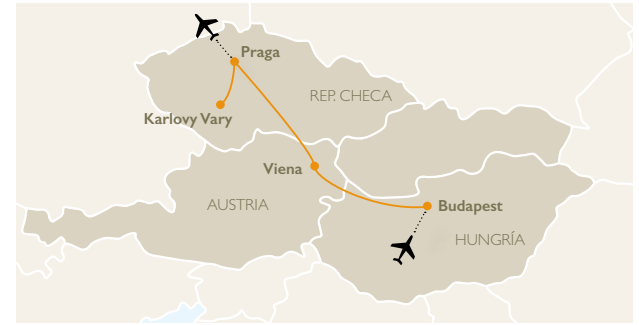 Praga
REP. CHECA
Karlovy Vary
Viena
AUSTRIA
Budapest
HUNGRÍA